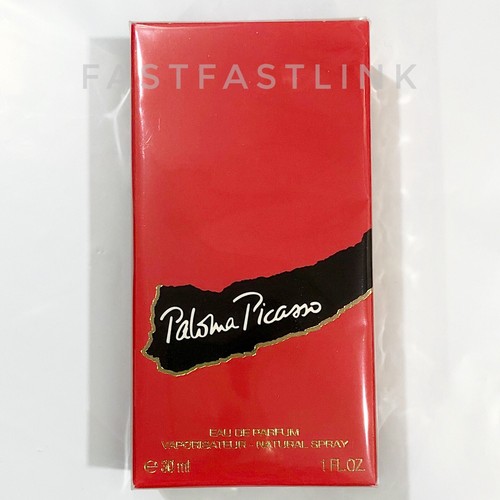 FASTFASTLINK
Paloma Picasso
EAU DE PARFUM
VAPORISATEUR - NATURAL SPRAY
℮ 30 ml 1 FL.OZ.